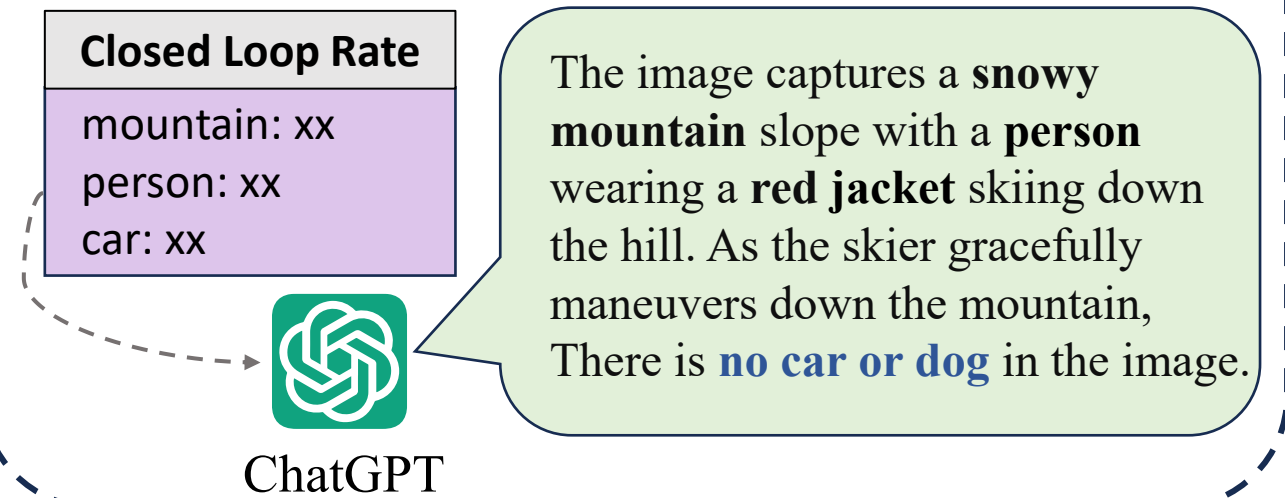 Closed Loop Rate
mountain: xx
person: xx
car: xx
The image captures a snowy
mountain slope with a person
wearing a red jacket skiing down
the hill. As the skier gracefully
maneuvers down the mountain,
There is no car or dog in the image.
ChatGPT